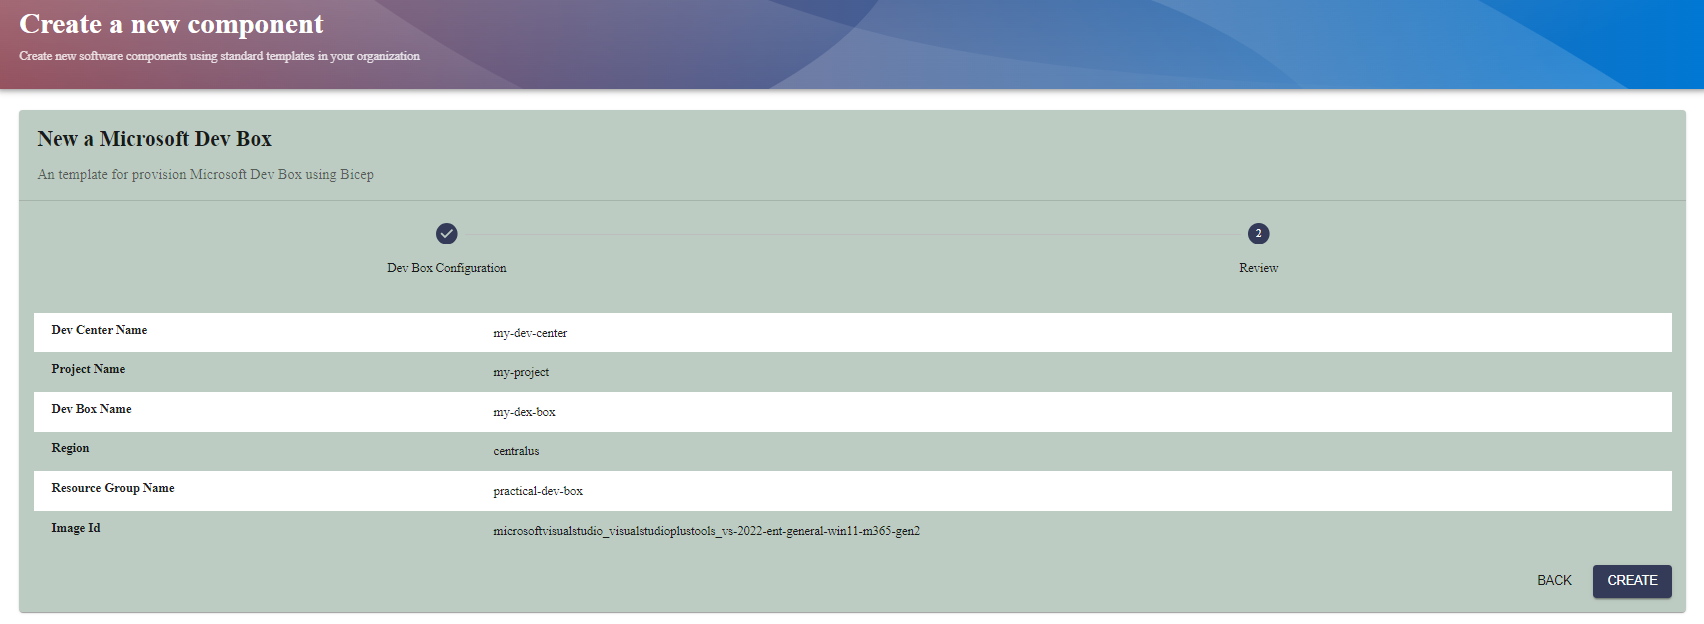 Create a new component
Create new software components using standard templates in your organization
New a Microsoft Dev Box
An template for provision Microsoft Dev Box using Bicep
2
Dev Box Configuration
Review
Dev Center Name
my-dev-center
Project Name
my-project
Dev Box Name
my-dex-box
Region
centralus
Resource Group Name
practical-dev-box
Image Id
microsoftvisualstudio_visualstudioplustools_vs-2022-ent-general-win11-m365-gen2
BACK
CREATE